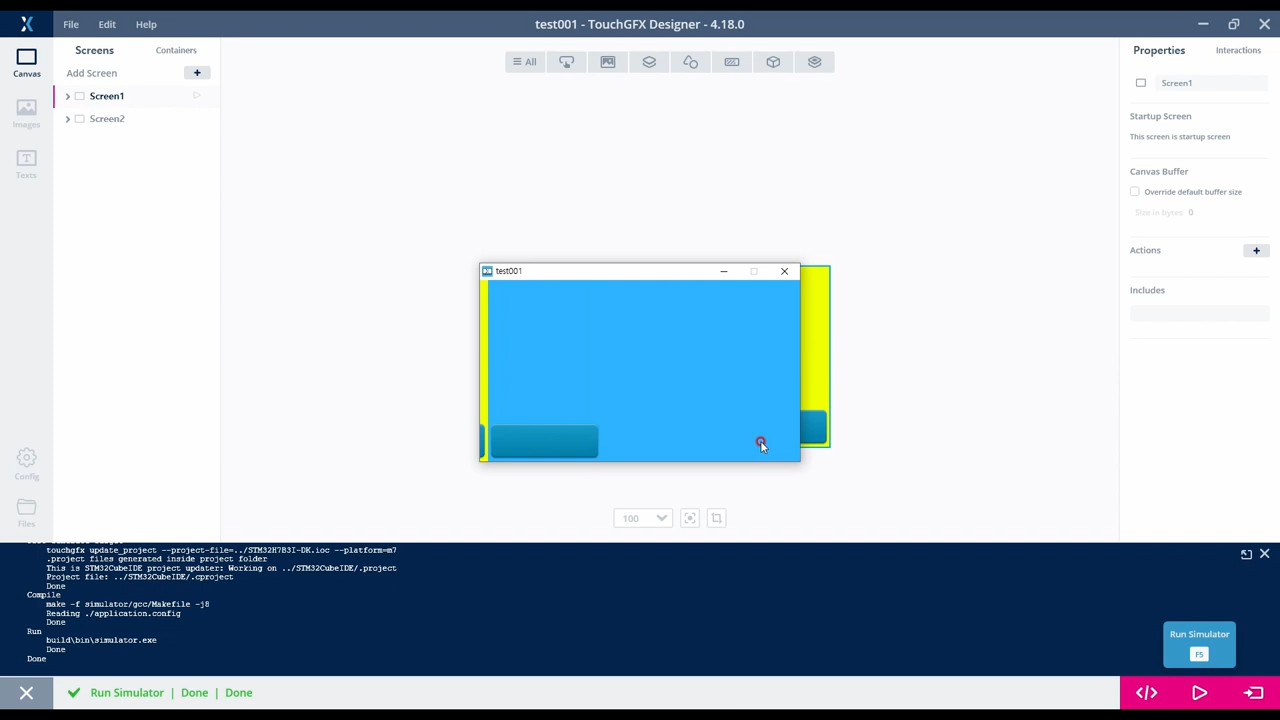 File Edit Help
test001 - TouchGFX Designer - 4.18.0
Canvas
Images
Texts
Config
Files
Screens Containers
Add Screen +
Screen1
Screen2
All
test001
100
Properties Interactions
Screen1
Startup Screen
This screen is startup screen
Canvas Buffer
Override default buffer size
Size in bytes 0
Actions +
Includes
touchgfx update_project --project-file=../STM32H7B3I-DK.ioc --platform=m7
.project files generated inside project folder
This is STM32CubeIDE project updater: Working on ../STM32CubeIDE/.project
Project file: ../STM32CubeIDE/.cproject
Done
Compile
make -f simulator/gcc/Makefile -j8
Reading ./application.config
Done
Run
build\bin\simulator.exe
Done
Done
Run Simulator
F5
Run Simulator | Done | Done